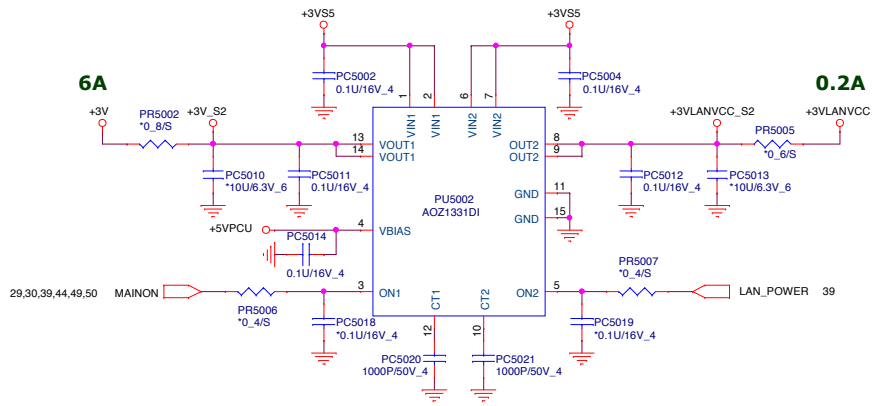 +3VS5
+3VS5
PC5002
0.1U/16V_4
PC5004
0.1U/16V_4
6A
0.2A
1
2
6
7
VIN1
VIN1
VIN2
VIN2
+3V
PR5002
*0_8/S
+3V_S2
+3VLANVCC_S2
PR5005
*0_6/S
+3VLANVCC
13
14
VOUT1
VOUT1
OUT2
OUT2
8
9
PC5010
*10U/6.3V_6
PC5011
0.1U/16V_4
PC5012
0.1U/16V_4
PC5013
*10U/6.3V_6
PU5002
AOZ1331DI
GND
11
GND
15
+5VPCU
4
VBIAS
PC5014
0.1U/16V_4
29,30,39,44,49,50
MAINON
PR5006
*0_4/S
3
ON1
CT1
CT2
ON2
5
PR5007
*0_4/S
LAN_POWER
39
PC5018
*0.1U/16V_4
12
10
PC5019
*0.1U/16V_4
PC5020
1000P/50V_4
PC5021
1000P/50V_4